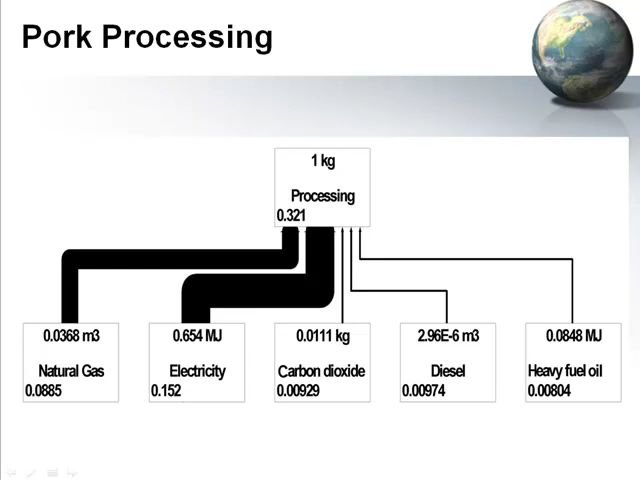 Pork Processing
1 kg
Processing
0.321
0.0368 m3
Natural Gas
0.0885
0.654 MJ
Electricity
0.152
0.0111 kg
Carbon dioxide
0.00929
2.96E-6 m3
Diesel
0.00974
0.0848 MJ
Heavy fuel oil
0.00804